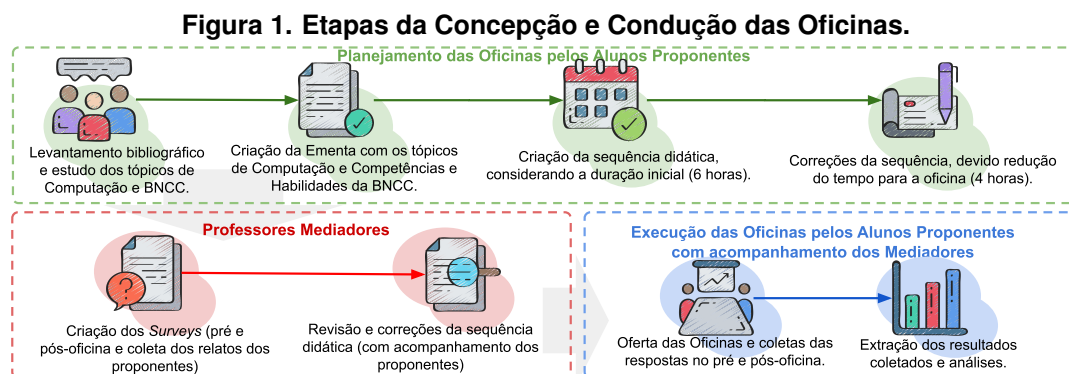 Figura 1. Etapas da Concepção e Condução das Oficinas.
Planejamento das Oficinas pelos Alunos Proponentes
Levantamento bibliográfico
e estudo dos tópicos de
Computação e BNCC.
Criação da Ementa com os tópicos
de Computação e Competências e
Habilidades da BNCC.
Criação da sequência didática,
considerando a duração inicial (6 horas).
Correções da sequência, devido redução
do tempo para a oficina (4 horas).
Professores Mediadores
Criação dos Surveys (pré e
pós-oficina e coleta dos relatos dos
proponentes)
Revisão e correções da sequência
didática (com acompanhamento dos
proponentes)
Execução das Oficinas pelos Alunos Proponentes
com acompanhamento dos Mediadores
Oferta das Oficinas e coletas das
respostas no pré e pós-oficina.
Extração dos resultados
coletados e análises.